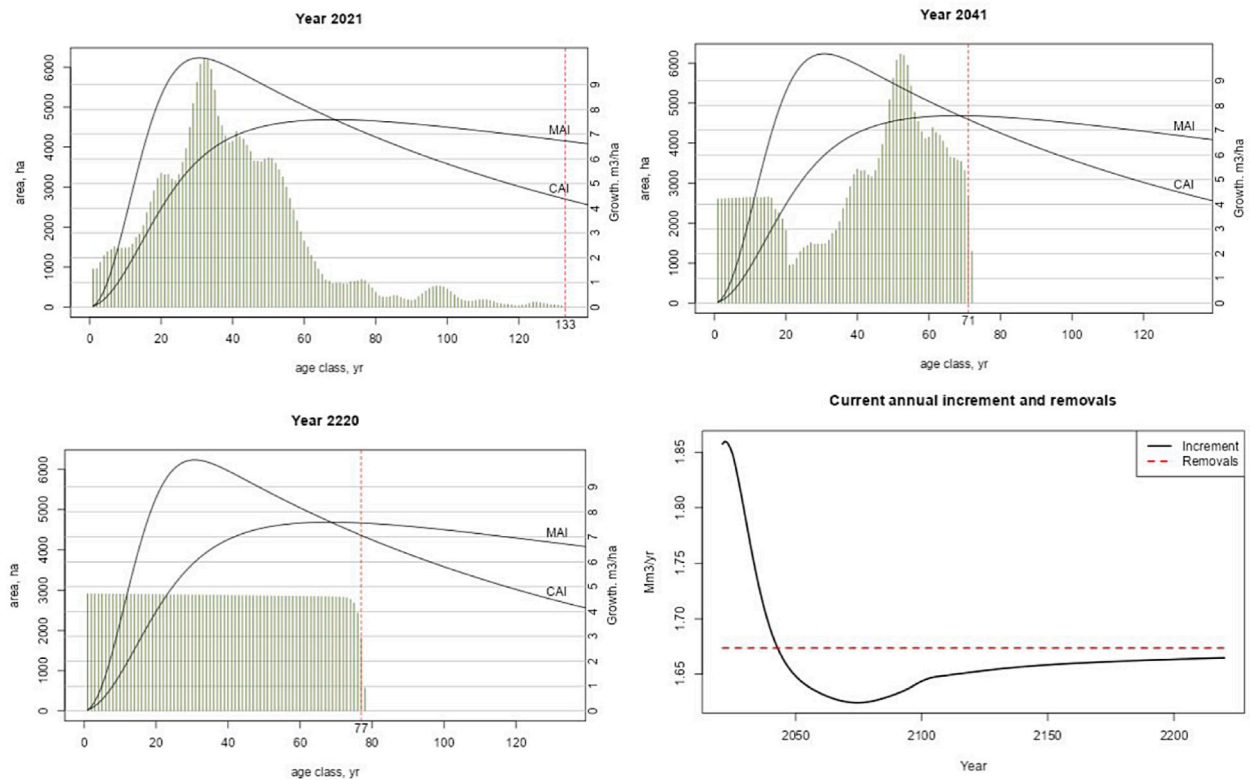 Year 2021
area, ha
0 1000 2000 3000 4000 5000 6000
MAI
CAI
0 1 2 3 4 5 6 7 8 9
Growth. m3/ha
133
0 20 40 60 80 100 120
age class, yr
Year 2041
area, ha
0 1000 2000 3000 4000 5000 6000
MAI
CAI
0 1 2 3 4 5 6 7 8 9
Growth. m3/ha
71
0 20 40 60 80 100 120
age class, yr
Year 2220
area, ha
0 1000 2000 3000 4000 5000 6000
MAI
CAI
0 1 2 3 4 5 6 7 8 9
Growth. m3/ha
77
0 20 40 60 80 100 120
age class, yr
Current annual increment and removals
Increment
Removals
Mm3/yr
1.65 1.70 1.75 1.80 1.85
2050 2100 2150 2200
Year